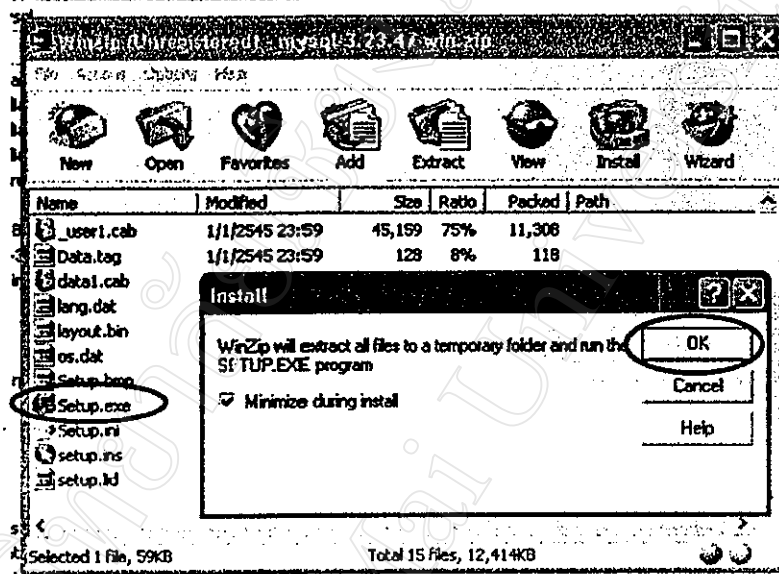 WinZip (Unregistered) - mysql-3.23.47-win.zip
File Actions Options Help
New Open Favorites Add Extract View Install Wizard
Name Modified Size Ratio Packed Path
_user1.cab 1/1/2545 23:59 45,159 75% 11,308
Data.tag 1/1/2545 23:59 128 8% 118
data1.cab
lang.dat
layout.bin
os.dat
Setup.bmp
Setup.exe
Setup.ini
setup.ins
setup.lid
Install
WinZip will extract all files to a temporary folder and run the
SETUP.EXE program
Minimize during install
OK
Cancel
Help
Selected 1 file, 59KB Total 15 files, 12,414KB